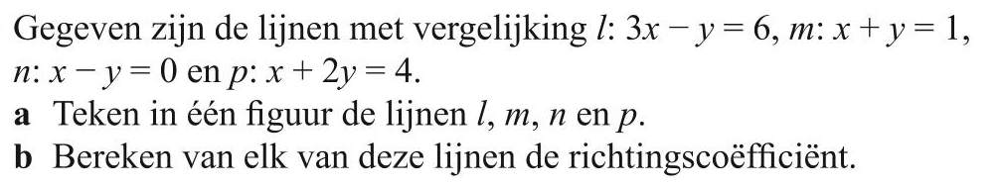 Gegeven zijn de lijnen met vergelijking l: 3x − y = 6, m: x + y = 1,
n: x − y = 0 en p: x + 2y = 4.
a Teken in één figuur de lijnen l, m, n en p.
b Bereken van elk van deze lijnen de richtingscoëfficiënt.